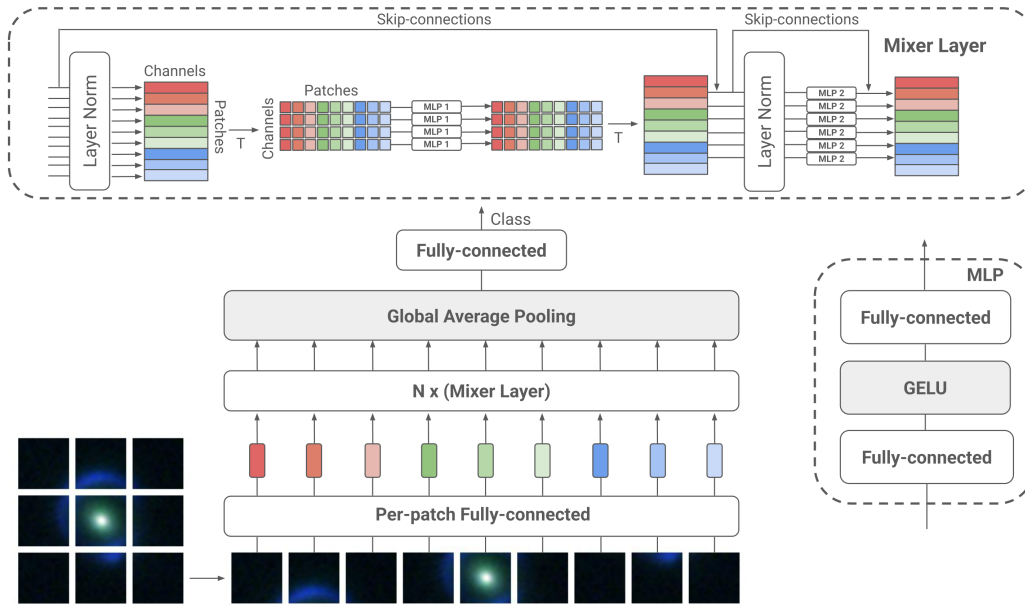 Skip-connections
Skip-connections
Mixer Layer
Layer Norm
Channels
Patches
T
Channels
Patches
MLP 1
MLP 1
MLP 1
MLP 1
T
Layer Norm
MLP 2
MLP 2
MLP 2
MLP 2
MLP 2
MLP 2
Class
Fully-connected
Global Average Pooling
N x (Mixer Layer)
Per-patch Fully-connected
MLP
Fully-connected
GELU
Fully-connected